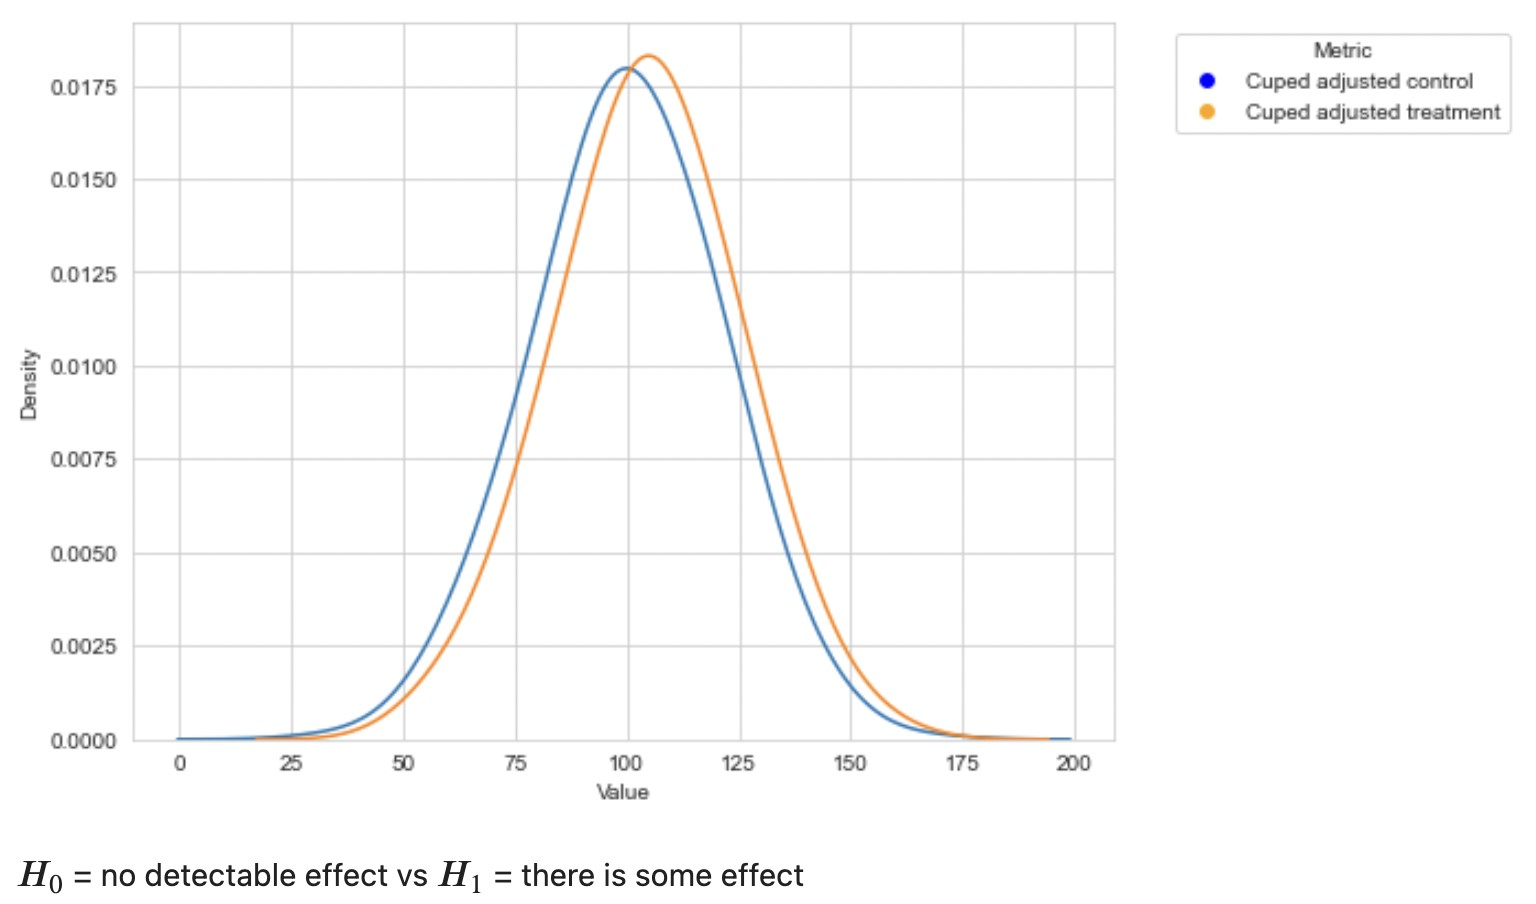 Metric
Cuped adjusted control
Cuped adjusted treatment
0.0175
0.0150
0.0125
0.0100
0.0075
0.0050
0.0025
0.0000
Density
0 25 50 75 100 125 150 175 200
Value
H₀ = no detectable effect vs H₁ = there is some effect